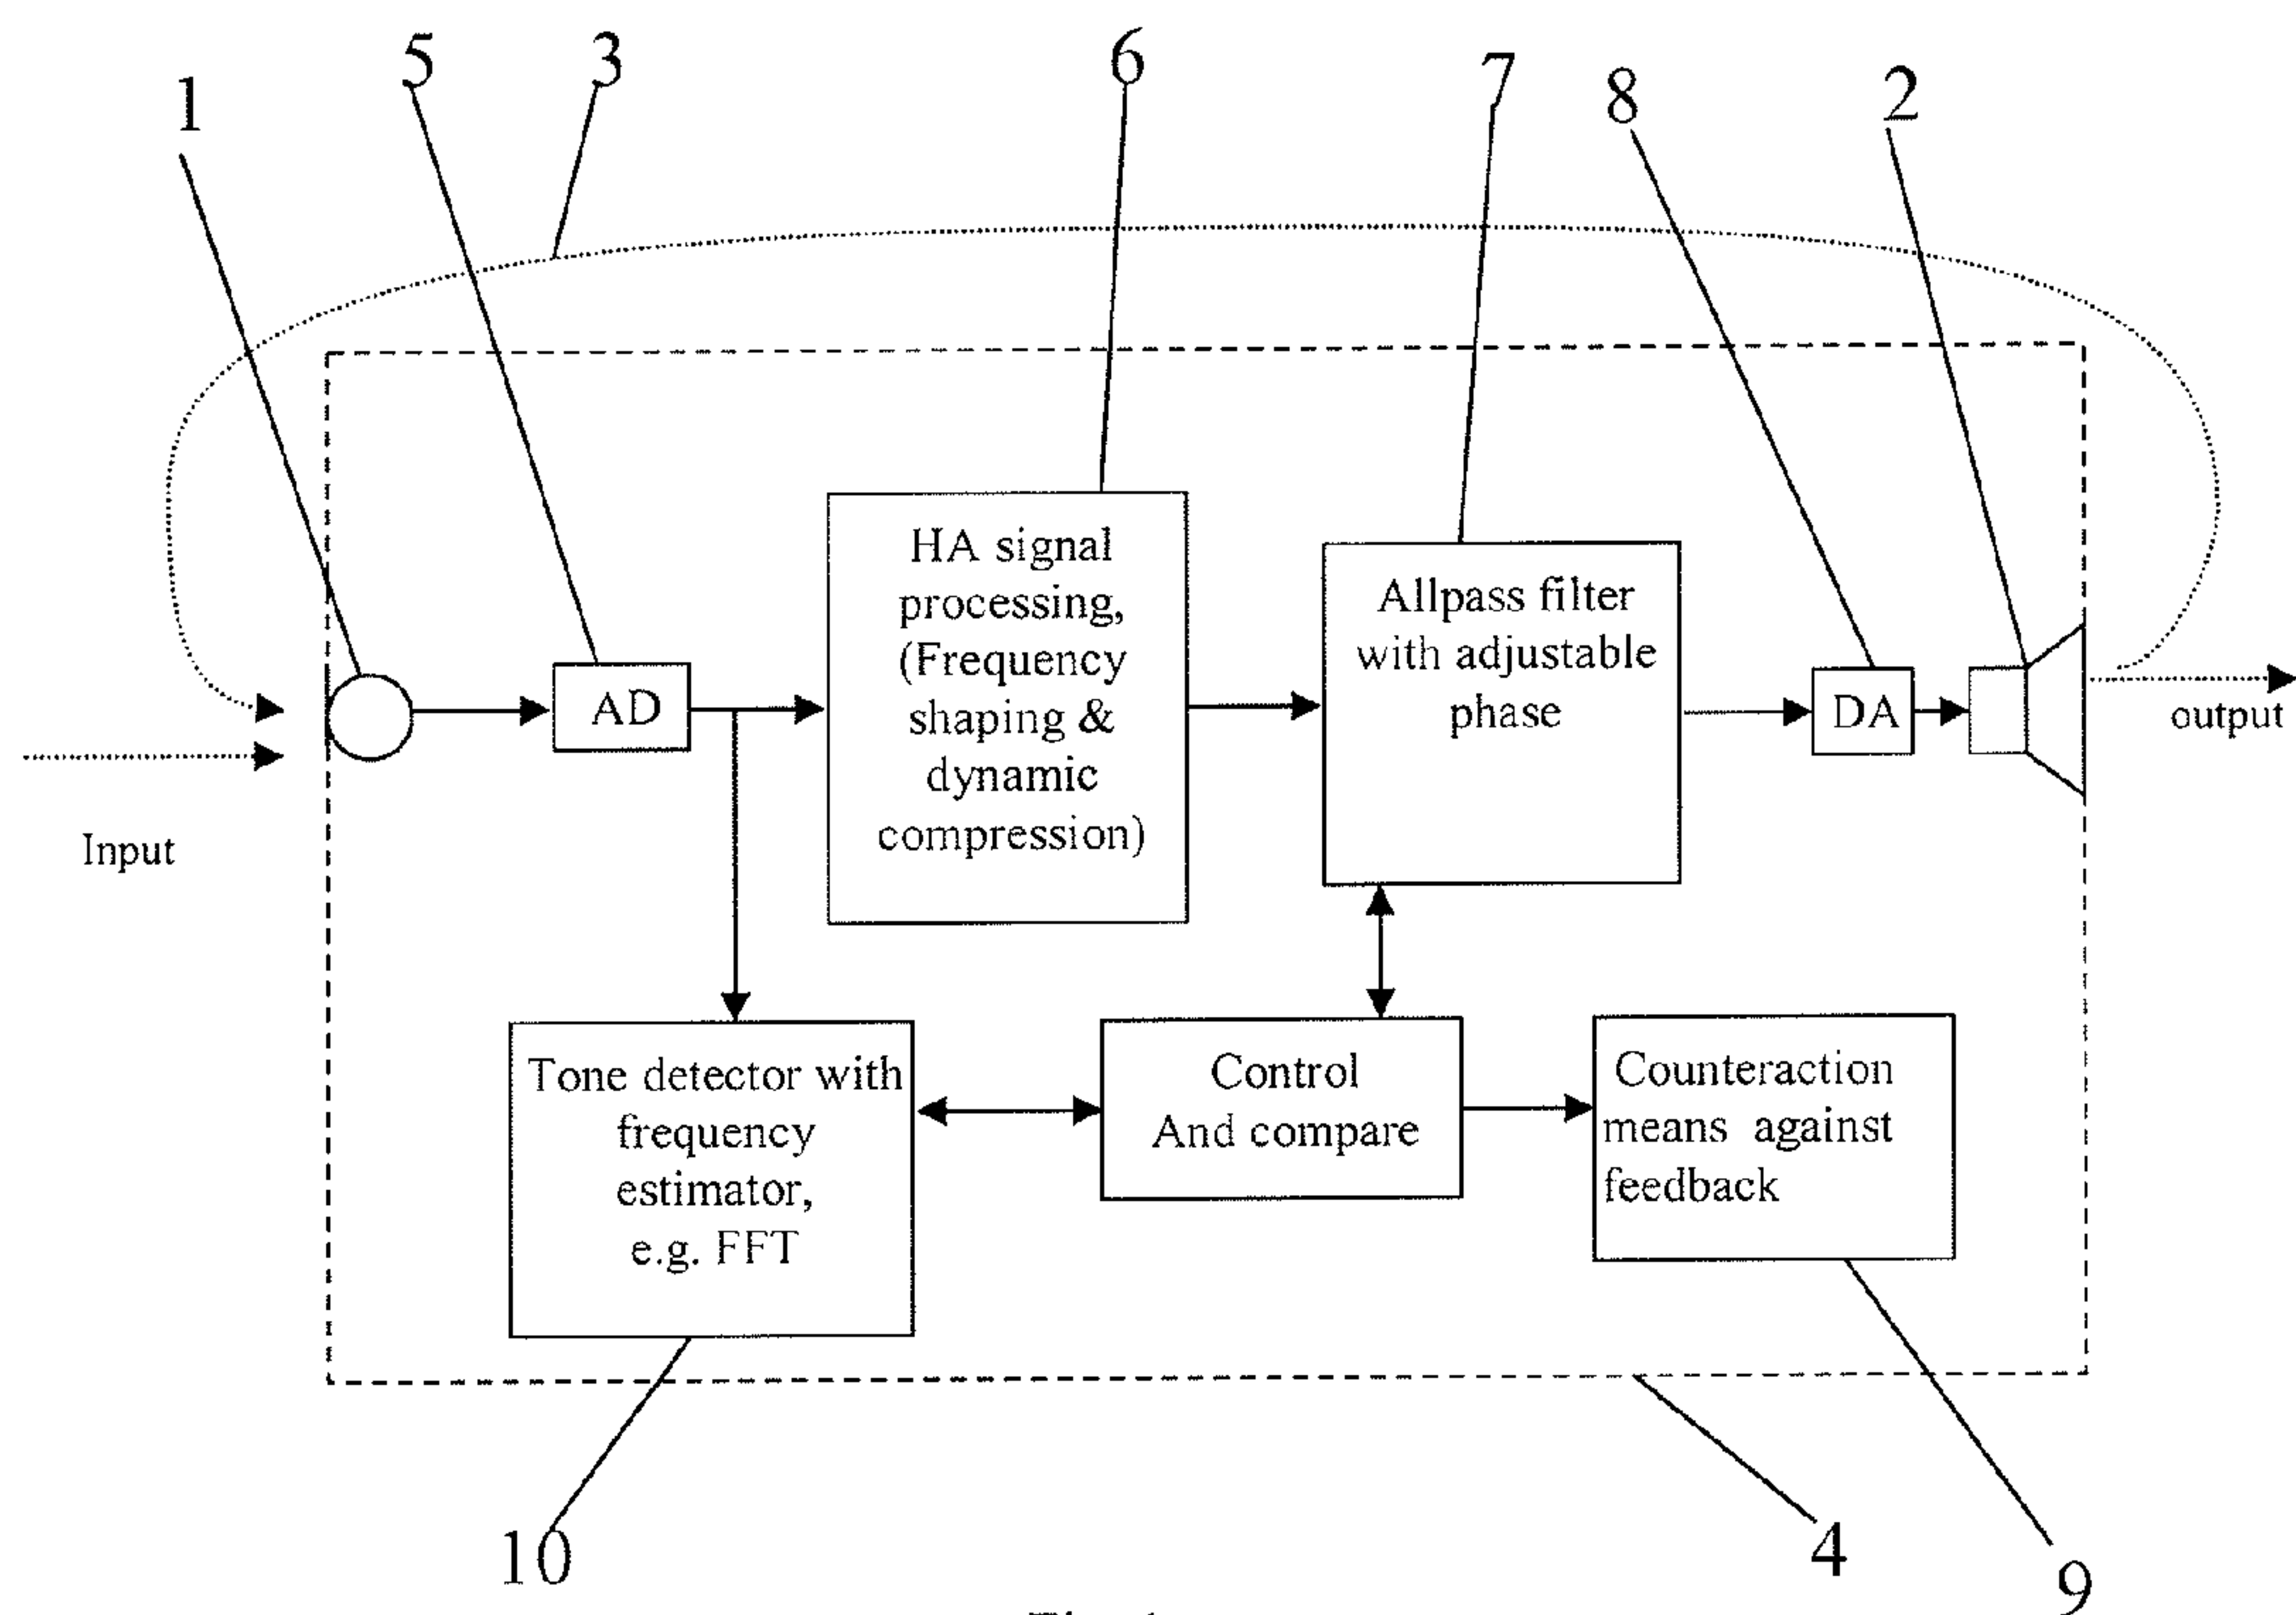 1
5
3
6
7
8
2
HA signal
processing,
(Frequency
shaping &
dynamic
compression)
Allpass filter
with adjustable
phase
AD
DA
output
Input
Tone detector with
frequency
estimator,
e.g. FFT
Control
And compare
Counteraction
means against
feedback
10
4
9